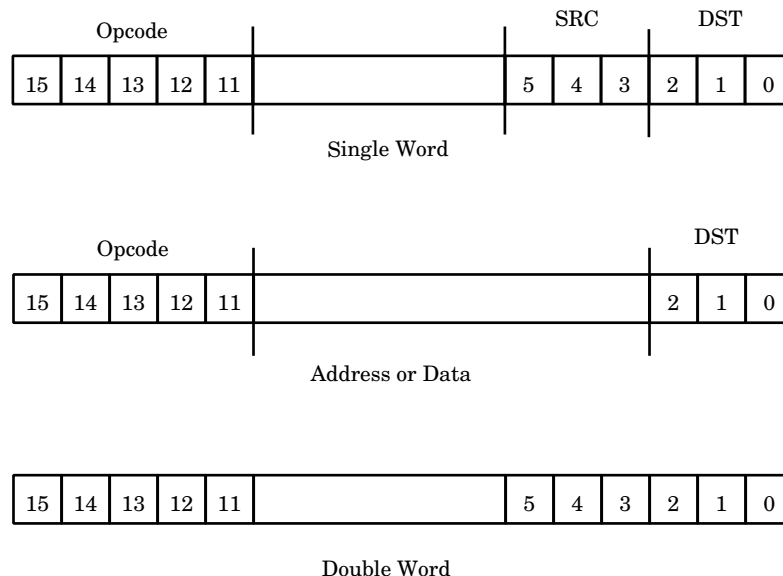 Opcode SRC DST
15 14 13 12 11 5 4 3 2 1 0
Single Word
Opcode DST
15 14 13 12 11 2 1 0
Address or Data
15 14 13 12 11 5 4 3 2 1 0
Double Word